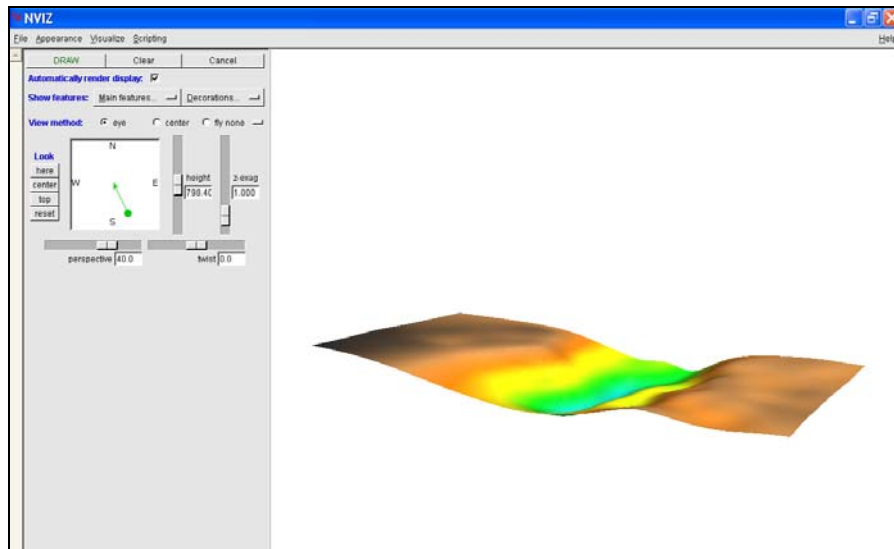 NVIZ
File Appearance Visualize Scripting Help
DRAW Clear Cancel
Automatically render display:
Show features: Main features... Decorations...
View method: eye center fly none
N
Look
here
height z-exag
center W E
798.40 1.000
top
reset
S
perspective 40.0 twist 0.0